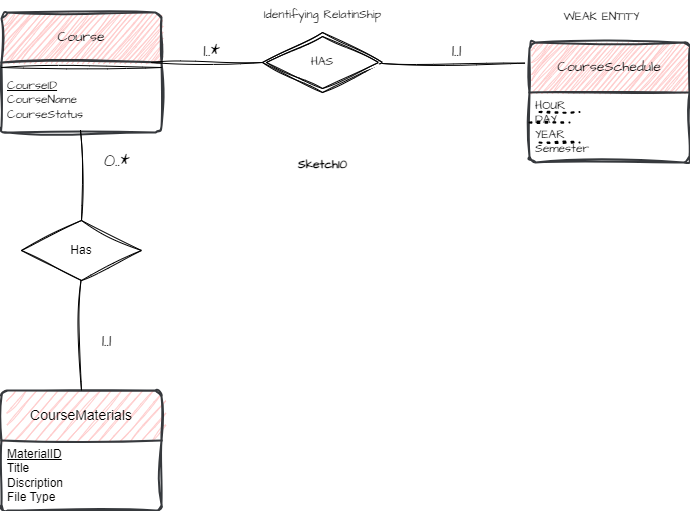 Identifying RelatinShip
WEAK ENTITY
Course
1..*
HAS
1..1
CourseSchedule
CourseID
CourseName
CourseStatus
HOUR
DAY
YEAR
Semester
0..*
Sketch10
Has
1..1
CourseMaterials
MaterialID
Title
Discription
File Type